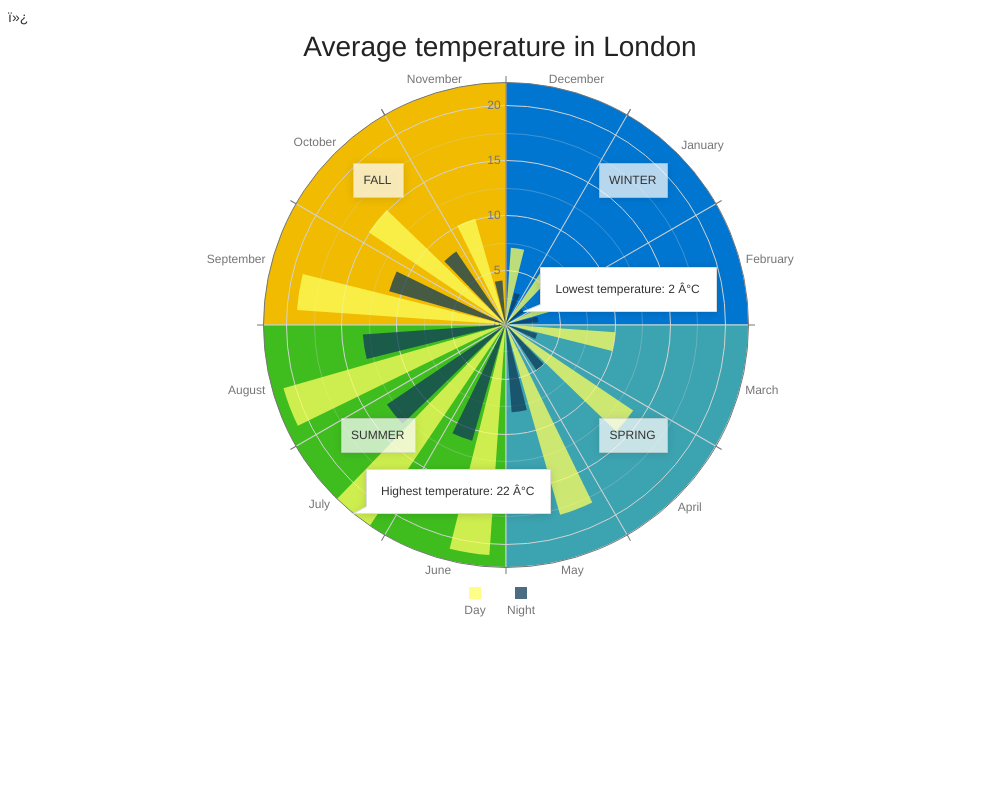 ï»¿
Average temperature in London
November
December
October
January
20
15
FALL
WINTER
10
September
February
5
Lowest temperature: 2 Â°C
August
March
SUMMER
SPRING
Highest temperature: 22 Â°C
July
April
June
May
Day
Night